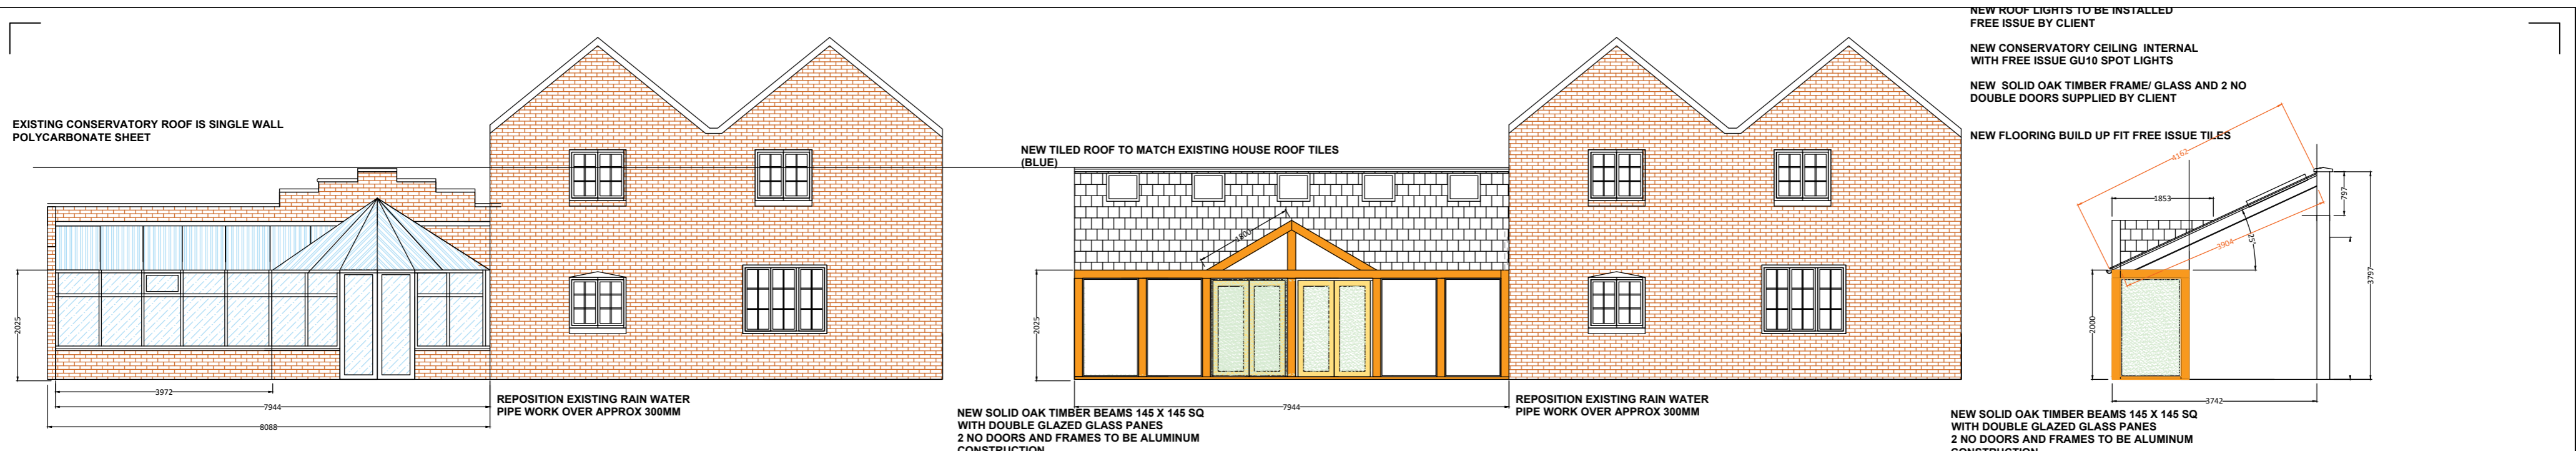 EXISTING CONSERVATORY ROOF IS SINGLE WALL
POLYCARBONATE SHEET
2025
3972
7944
8088
REPOSITION EXISTING RAIN WATER
PIPE WORK OVER APPROX 300MM
NEW TILED ROOF TO MATCH EXISTING HOUSE ROOF TILES
(BLUE)
1800
2025
7944
NEW SOLID OAK TIMBER BEAMS 145 X 145 SQ
WITH DOUBLE GLAZED GLASS PANES
2 NO DOORS AND FRAMES TO BE ALUMINUM
CONSTRUCTION
REPOSITION EXISTING RAIN WATER
PIPE WORK OVER APPROX 300MM
NEW ROOF LIGHTS TO BE INSTALLED
FREE ISSUE BY CLIENT
NEW CONSERVATORY CEILING INTERNAL
WITH FREE ISSUE GU10 SPOT LIGHTS
NEW SOLID OAK TIMBER FRAME/ GLASS AND 2 NO
DOUBLE DOORS SUPPLIED BY CLIENT
NEW FLOORING BUILD UP FIT FREE ISSUE TILES
4162
1853
797
25°
3904
3797
2000
3742
NEW SOLID OAK TIMBER BEAMS 145 X 145 SQ
WITH DOUBLE GLAZED GLASS PANES
2 NO DOORS AND FRAMES TO BE ALUMINUM
CONSTRUCTION